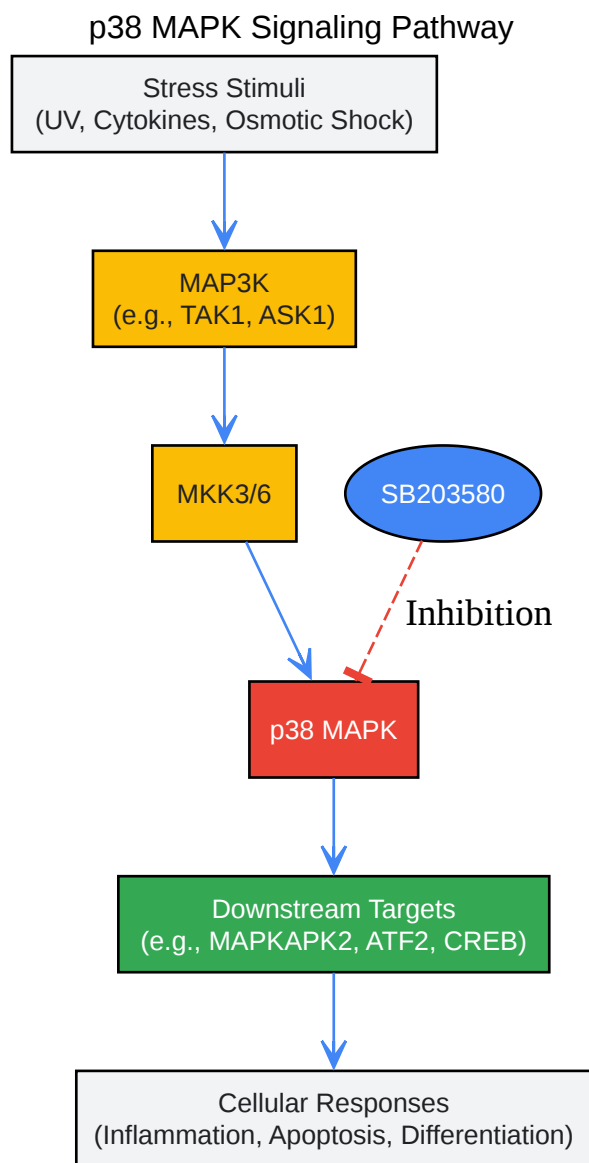 p38 MAPK Signaling Pathway
Stress Stimuli
(UV, Cytokines, Osmotic Shock)
MAP3K
(e.g., TAK1, ASK1)
MKK3/6
SB203580
Inhibition
p38 MAPK
Downstream Targets
(e.g., MAPKAPK2, ATF2, CREB)
Cellular Responses
(Inflammation, Apoptosis, Differentiation)